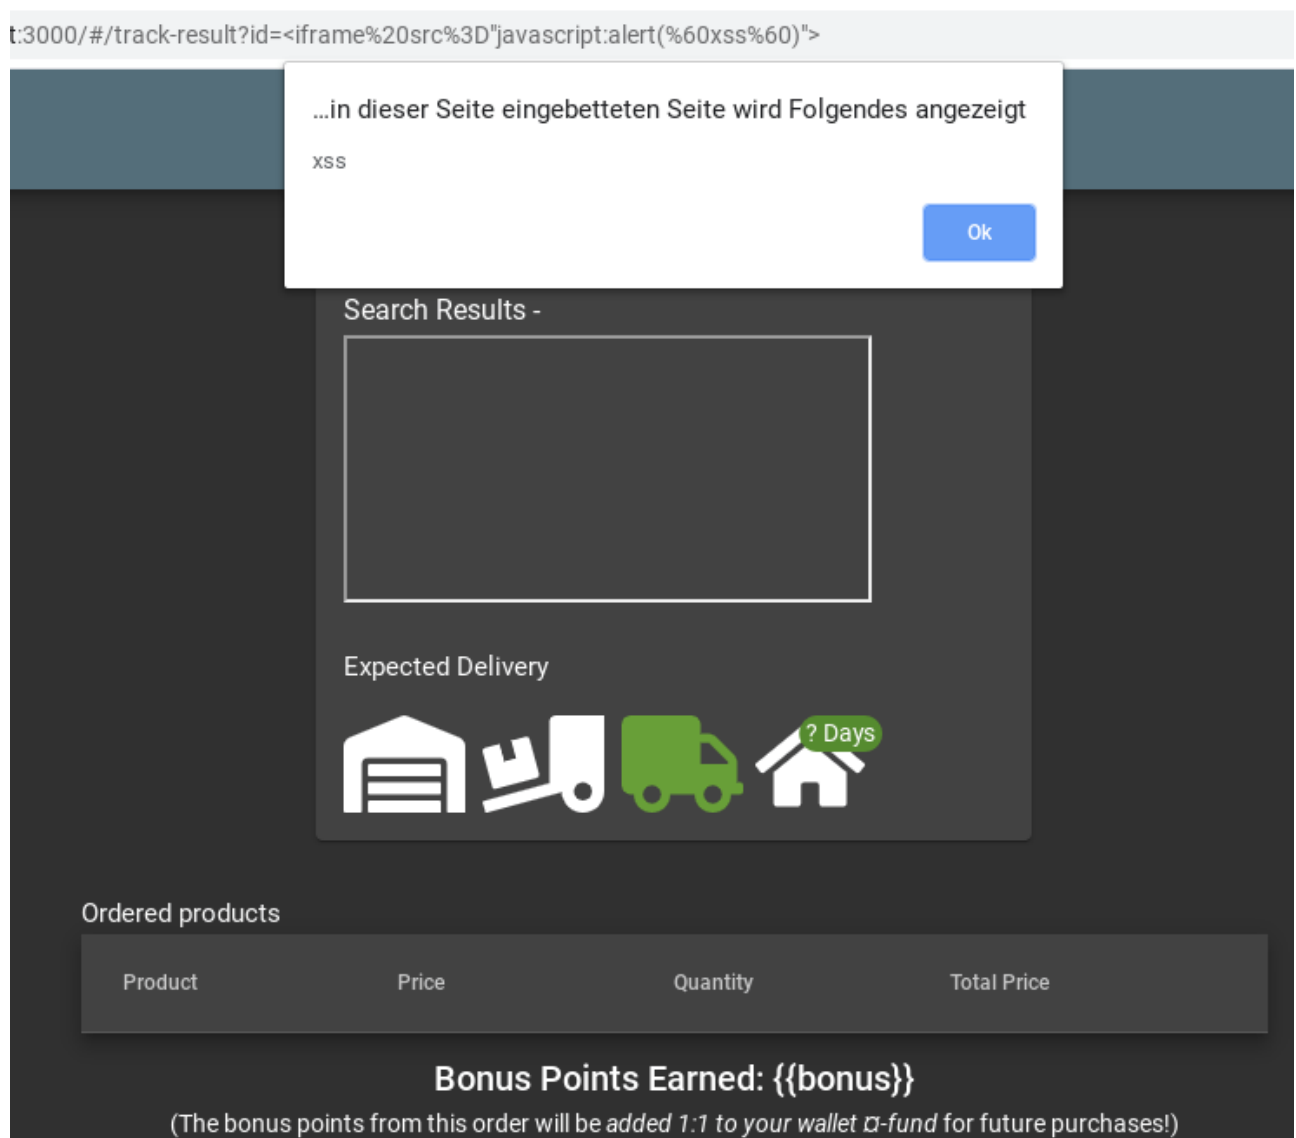 t:3000/#/track-result?id=<iframe%20src%3D"javascript:alert(%60xss%60)">
...in dieser Seite eingebetteten Seite wird Folgendes angezeigt
xss
Ok
Search Results -
Expected Delivery
? Days
Ordered products
Product Price Quantity Total Price
Bonus Points Earned: {{bonus}}
(The bonus points from this order will be added 1:1 to your wallet ¤-fund for future purchases!)